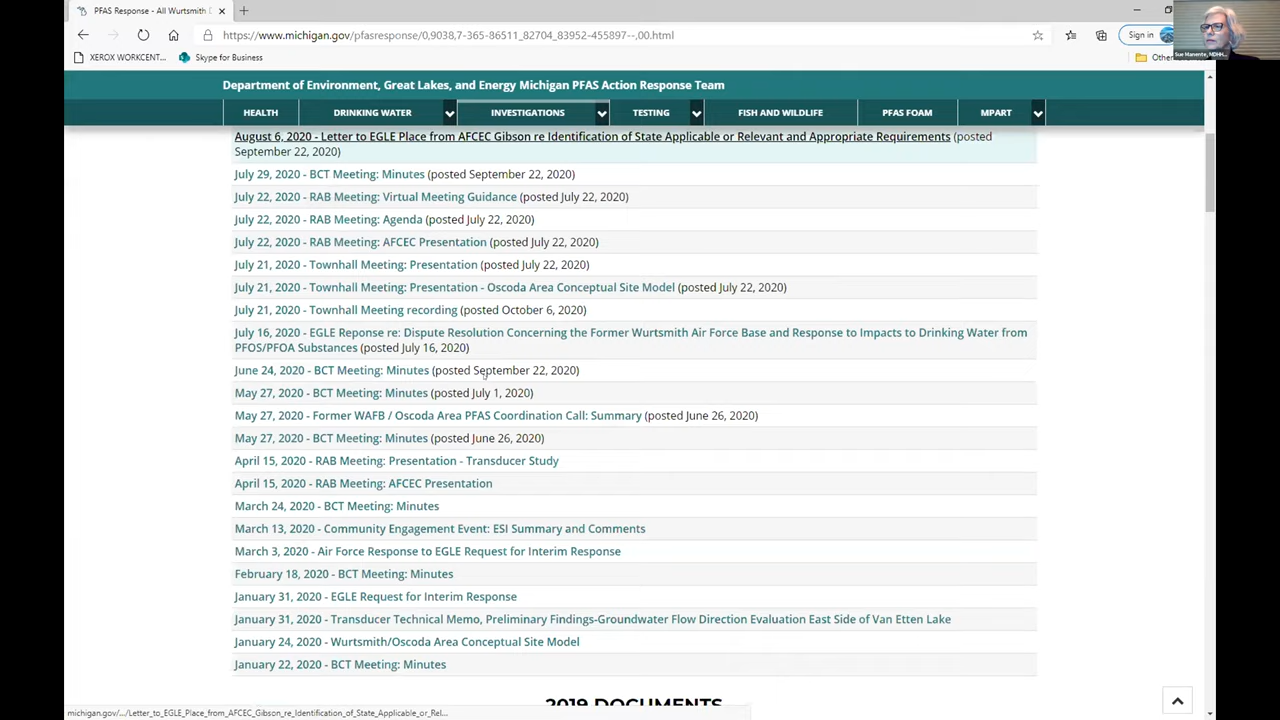 PFAS Response - All Wurtsmith
https://www.michigan.gov/pfasresponse/0,9038,7-365-86511_82704_83952-455897--,00.html
Sign in
Sue Manente, MDHH...
XEROX WORKCENT...
Skype for Business
Department of Environment, Great Lakes, and Energy Michigan PFAS Action Response Team
HEALTH DRINKING WATER INVESTIGATIONS TESTING FISH AND WILDLIFE PFAS FOAM MPART
August 6, 2020 - Letter to EGLE Place from AFCEC Gibson re Identification of State Applicable or Relevant and Appropriate Requirements (posted
September 22, 2020)
July 29, 2020 - BCT Meeting: Minutes (posted September 22, 2020)
July 22, 2020 - RAB Meeting: Virtual Meeting Guidance (posted July 22, 2020)
July 22, 2020 - RAB Meeting: Agenda (posted July 22, 2020)
July 22, 2020 - RAB Meeting: AFCEC Presentation (posted July 22, 2020)
July 21, 2020 - Townhall Meeting: Presentation (posted July 22, 2020)
July 21, 2020 - Townhall Meeting: Presentation - Oscoda Area Conceptual Site Model (posted July 22, 2020)
July 21, 2020 - Townhall Meeting recording (posted October 6, 2020)
July 16, 2020 - EGLE Reponse re: Dispute Resolution Concerning the Former Wurtsmith Air Force Base and Response to Impacts to Drinking Water from
PFOS/PFOA Substances (posted July 16, 2020)
June 24, 2020 - BCT Meeting: Minutes (posted September 22, 2020)
May 27, 2020 - BCT Meeting: Minutes (posted July 1, 2020)
May 27, 2020 - Former WAFB / Oscoda Area PFAS Coordination Call: Summary (posted June 26, 2020)
May 27, 2020 - BCT Meeting: Minutes (posted June 26, 2020)
April 15, 2020 - RAB Meeting: Presentation - Transducer Study
April 15, 2020 - RAB Meeting: AFCEC Presentation
March 24, 2020 - BCT Meeting: Minutes
March 13, 2020 - Community Engagement Event: ESI Summary and Comments
March 3, 2020 - Air Force Response to EGLE Request for Interim Response
February 18, 2020 - BCT Meeting: Minutes
January 31, 2020 - EGLE Request for Interim Response
January 31, 2020 - Transducer Technical Memo, Preliminary Findings-Groundwater Flow Direction Evaluation East Side of Van Etten Lake
January 24, 2020 - Wurtsmith/Oscoda Area Conceptual Site Model
January 22, 2020 - BCT Meeting: Minutes
2019 DOCUMENTS
michigan.gov/.../Letter_to_EGLE_Place_from_AFCEC_Gibson_re_Identification_of_State_Applicable_or_Rel...